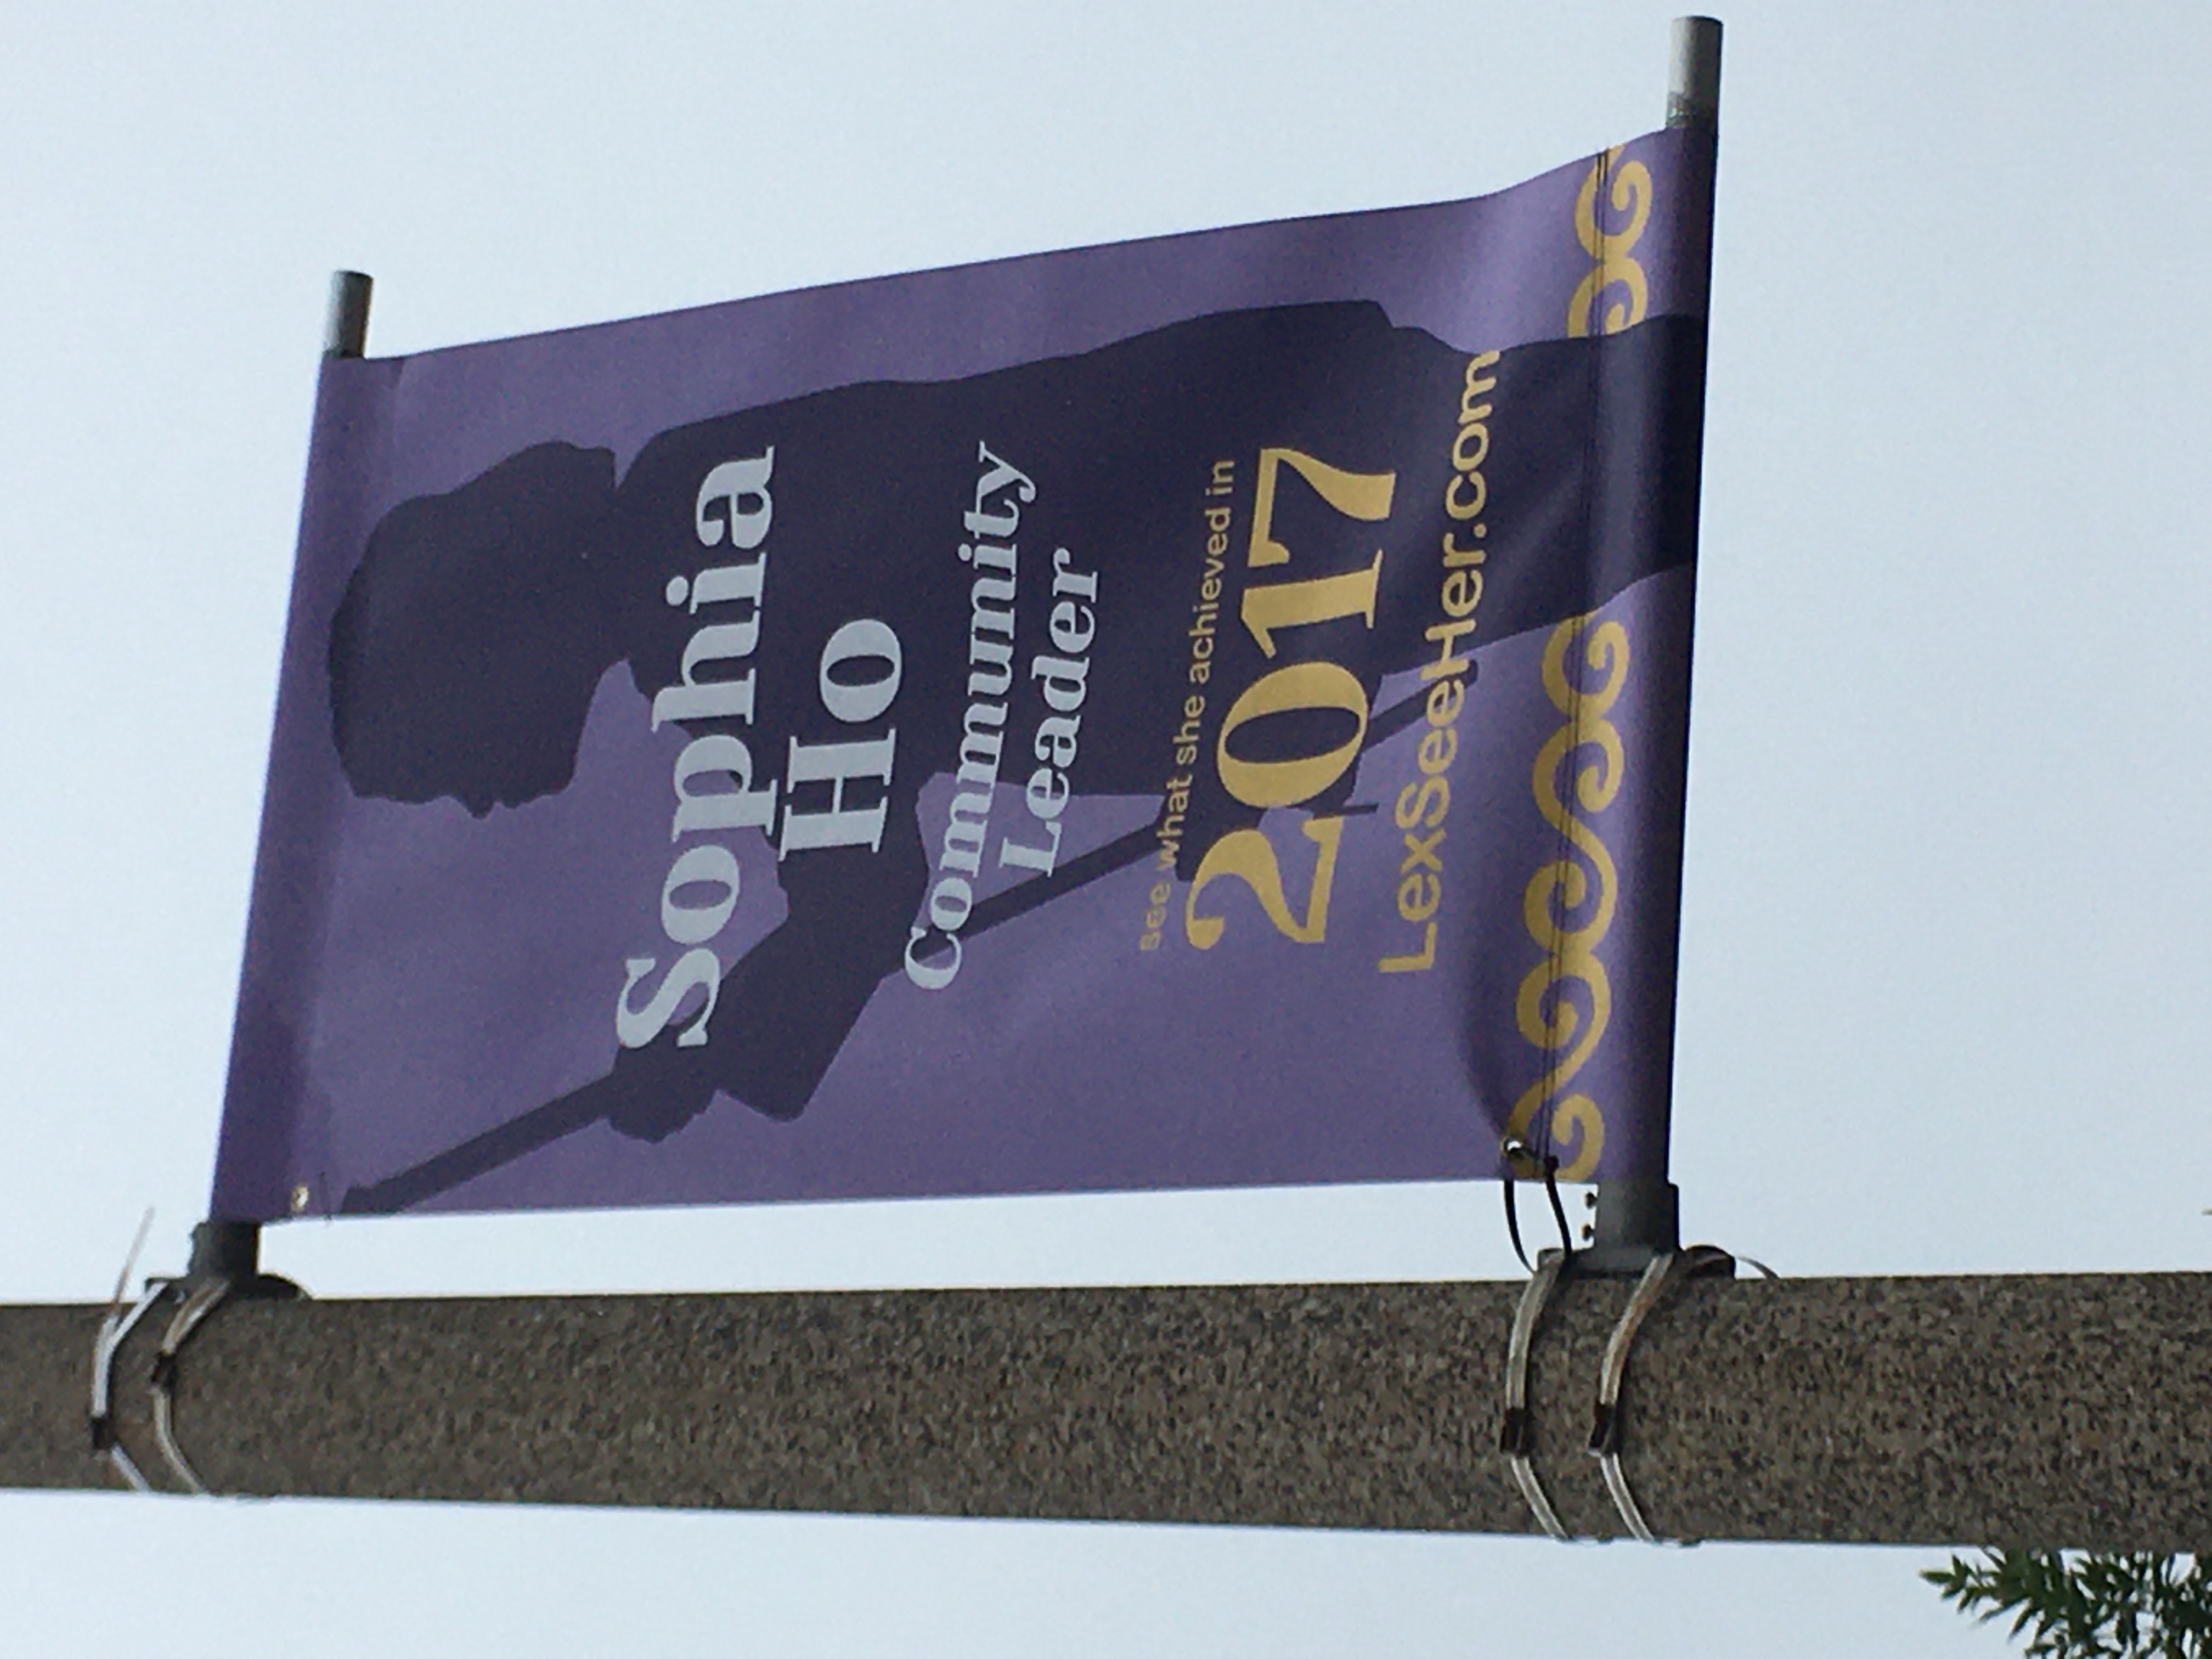 Sophia
Ho
Community
Leader
See what she achieved in
2017
LexSeeHer.com